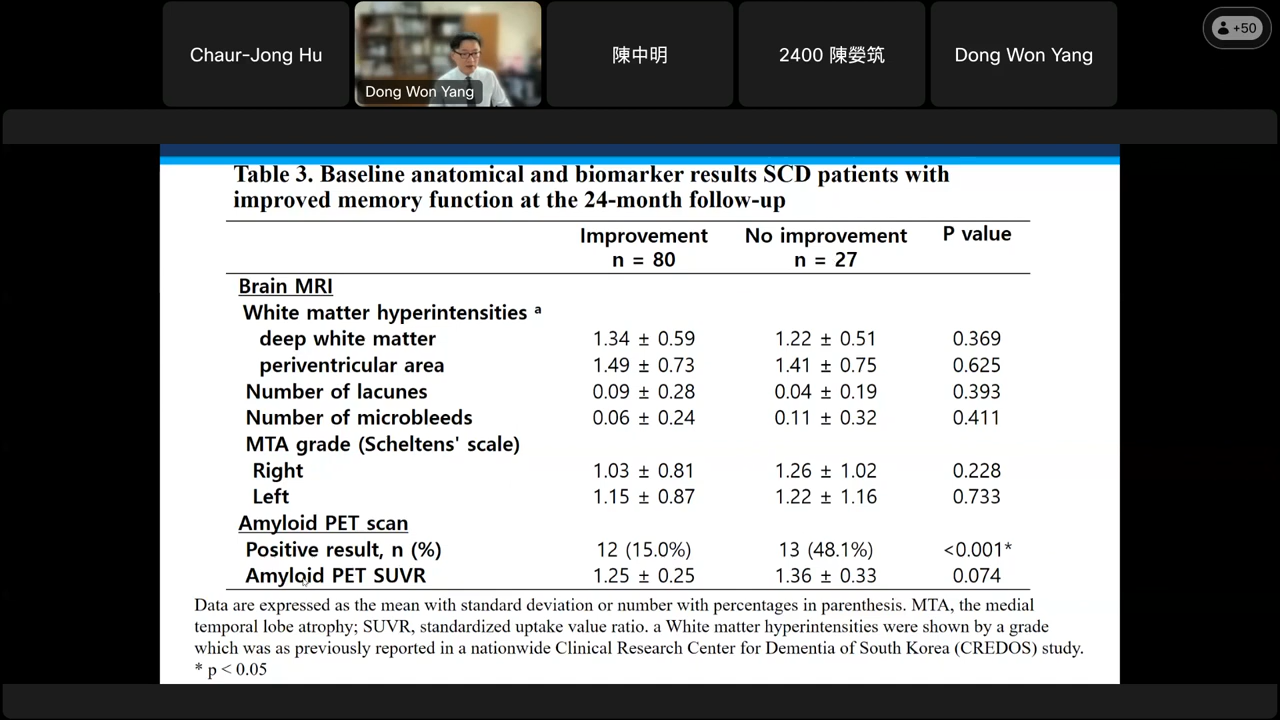 Chaur-Jong Hu
Dong Won Yang
陳中明
2400 陳嫈筑
Dong Won Yang
+50
Table 3. Baseline anatomical and biomarker results SCD patients with
improved memory function at the 24-month follow-up
Improvement No improvement P value
n = 80 n = 27
Brain MRI
White matter hyperintensities ᵃ
deep white matter 1.34 ± 0.59 1.22 ± 0.51 0.369
periventricular area 1.49 ± 0.73 1.41 ± 0.75 0.625
Number of lacunes 0.09 ± 0.28 0.04 ± 0.19 0.393
Number of microbleeds 0.06 ± 0.24 0.11 ± 0.32 0.411
MTA grade (Scheltens' scale)
Right 1.03 ± 0.81 1.26 ± 1.02 0.228
Left 1.15 ± 0.87 1.22 ± 1.16 0.733
Amyloid PET scan
Positive result, n (%) 12 (15.0%) 13 (48.1%) <0.001*
Amyloid PET SUVR 1.25 ± 0.25 1.36 ± 0.33 0.074
Data are expressed as the mean with standard deviation or number with percentages in parenthesis. MTA, the medial
temporal lobe atrophy; SUVR, standardized uptake value ratio. a White matter hyperintensities were shown by a grade
which was as previously reported in a nationwide Clinical Research Center for Dementia of South Korea (CREDOS) study.
* p < 0.05